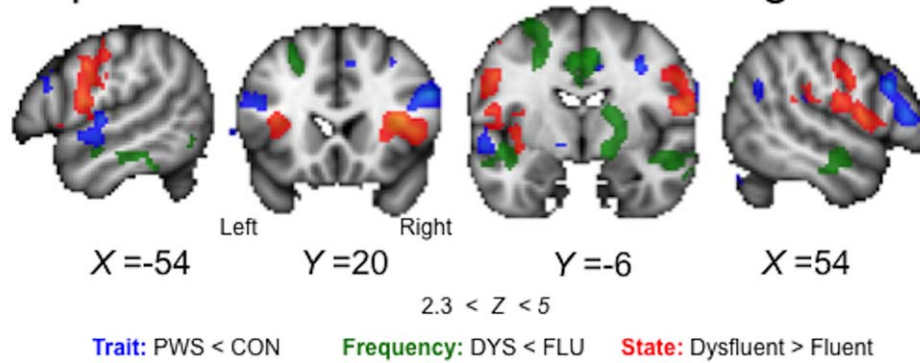 Left
Right
X =-54
Y =20
Y =-6
X =54
2.3 < Z < 5
Trait: PWS < CON
Frequency: DYS < FLU
State: Dysfluent > Fluent